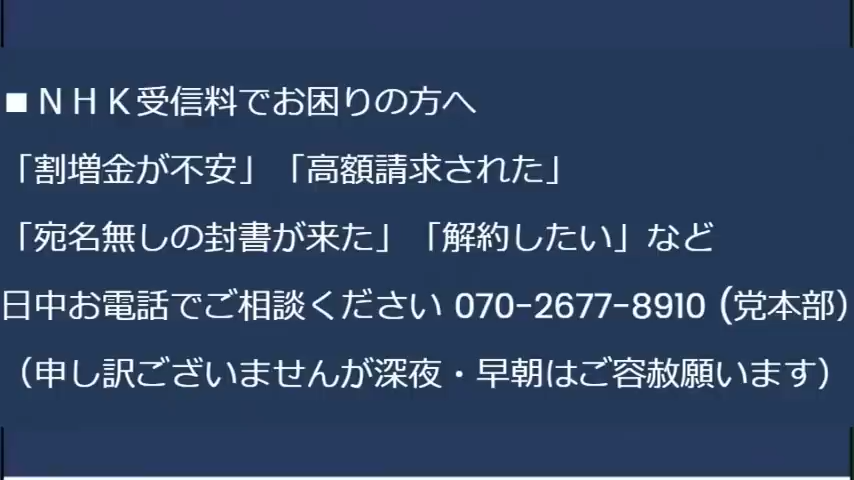 ■ＮＨＫ受信料でお困りの方へ
「割増金が不安」「高額請求された」
「宛名無しの封書が来た」「解約したい」など
日中お電話でご相談ください 070-2677-8910 (党本部)
（申し訳ございませんが深夜・早朝はご容赦願います）